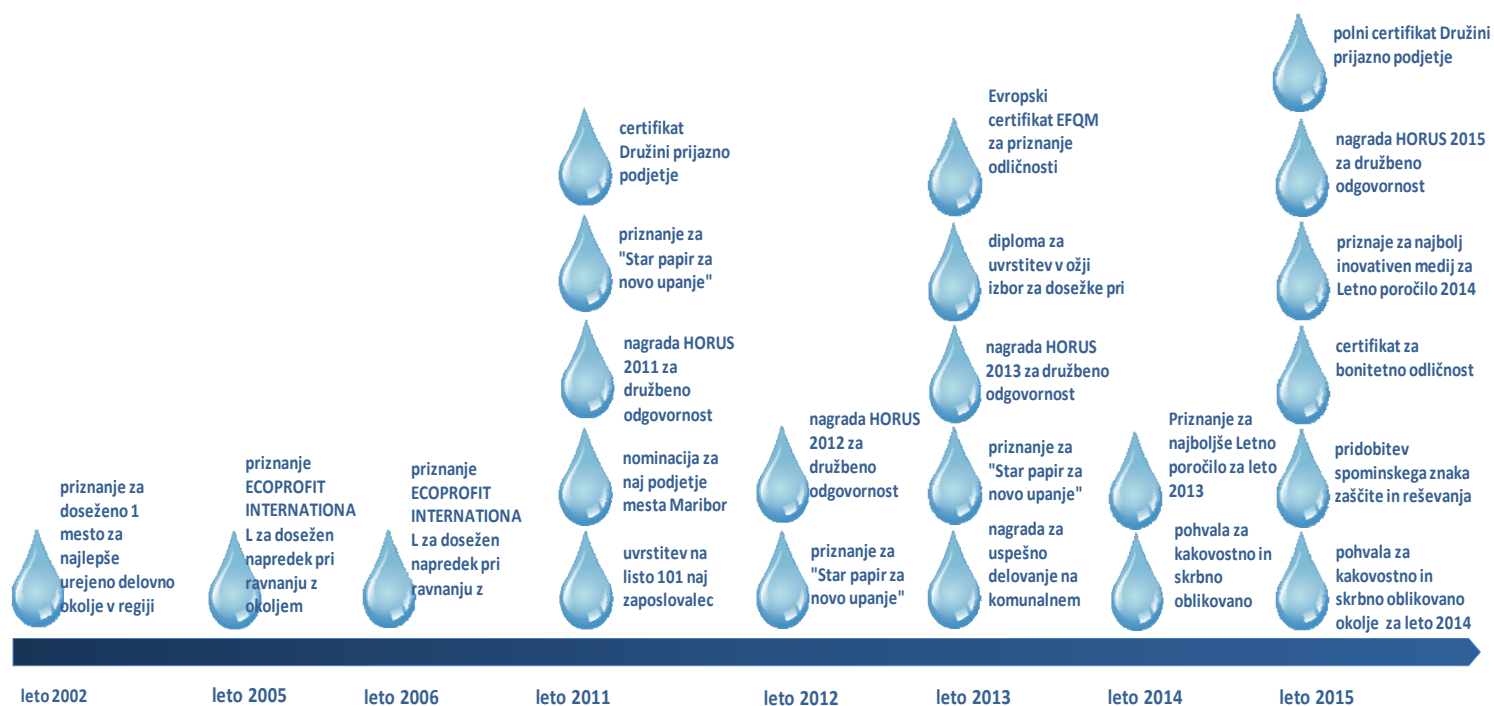 priznanje za
doseženo 1
mesto za
najlepše
urejeno delovno
okolje v regiji
priznanje
ECOPROFIT
INTERNATIONA
L za dosežen
napredek pri
ravnanju z
okoljem
priznanje
ECOPROFIT
INTERNATIONA
L za dosežen
napredek pri
ravnanju z
certifikat
Družini prijazno
podjetje
priznanje za
"Star papir za
novo upanje"
nagrada HORUS
2011 za
družbeno
odgovornost
nominacija za
naj podjetje
mesta Maribor
uvrstitev na
listo 101 naj
zaposlovalec
nagrada HORUS
2012 za
družbeno
odgovornost
priznanje za
"Star papir za
novo upanje"
Evropski
certifikat EFQM
za priznanje
odličnosti
diploma za
uvrstitev v ožji
izbor za dosežke pri
nagrada HORUS
2013 za družbeno
odgovornost
priznanje za
"Star papir za
novo upanje"
nagrada za
uspešno
delovanje na
komunalnem
Priznanje za
najboljše Letno
poročilo za leto
2013
pohvala za
kakovostno in
skrbno
oblikovano
polni certifikat Družini
prijazno podjetje
nagrada HORUS 2015
za družbeno
odgovornost
priznaje za najbolj
inovativen medij za
Letno poročilo 2014
certifikat za
bonitetno odličnost
pridobitev
spominskega znaka
zaščite in reševanja
pohvala za
kakovostno in
skrbno oblikovano
okolje za leto 2014
leto 2002
leto 2005
leto 2006
leto 2011
leto 2012
leto 2013
leto 2014
leto 2015